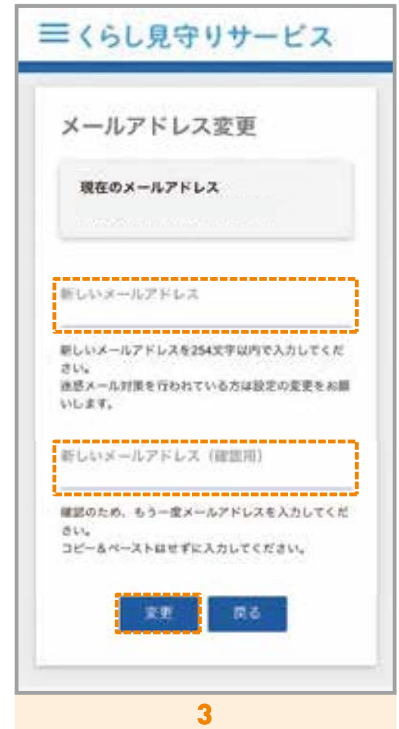 くらし見守りサービス
メールアドレス変更
現在のメールアドレス
新しいメールアドレス
新しいメールアドレスを254文字以内で入力してくだ
さい。
迷惑メール対策を行われている方は設定の変更をお願
いします。
新しいメールアドレス（確認用）
確認のため、もう一度メールアドレスを入力してくだ
さい。
コピー&ペーストはせずに入力してください。
変更 戻る
3